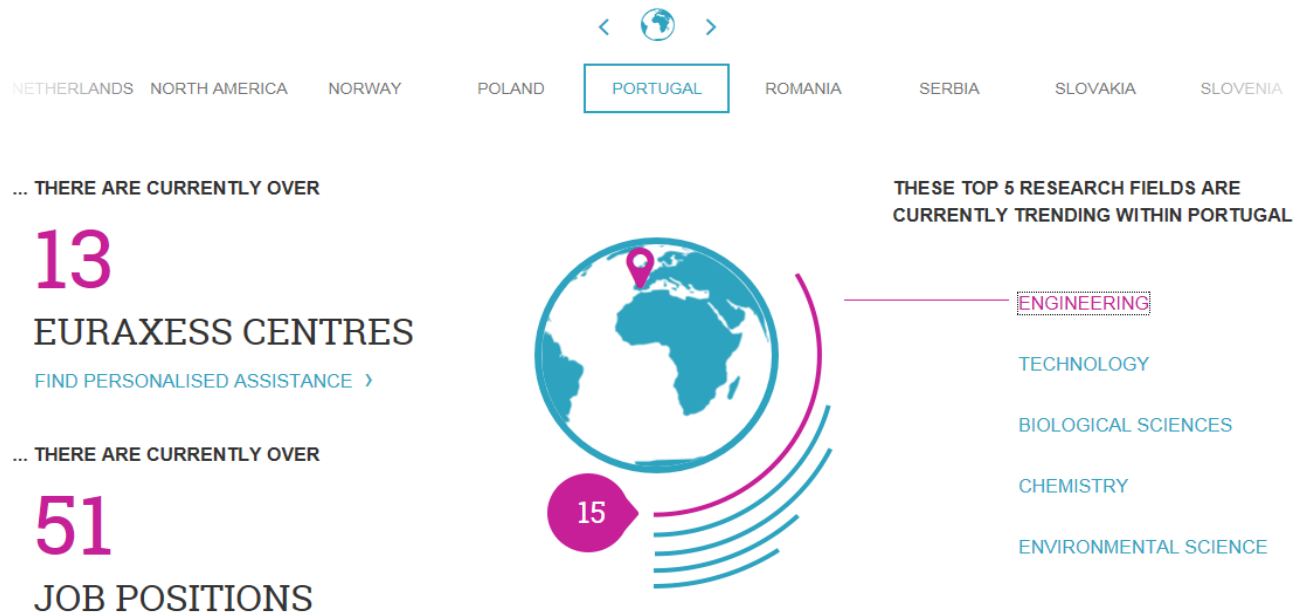 NETHERLANDS NORTH AMERICA NORWAY POLAND PORTUGAL ROMANIA SERBIA SLOVAKIA SLOVENIA
... THERE ARE CURRENTLY OVER
13
EURAXESS CENTRES
FIND PERSONALISED ASSISTANCE ›
... THERE ARE CURRENTLY OVER
51
JOB POSITIONS
15
THESE TOP 5 RESEARCH FIELDS ARE
CURRENTLY TRENDING WITHIN PORTUGAL
ENGINEERING
TECHNOLOGY
BIOLOGICAL SCIENCES
CHEMISTRY
ENVIRONMENTAL SCIENCE